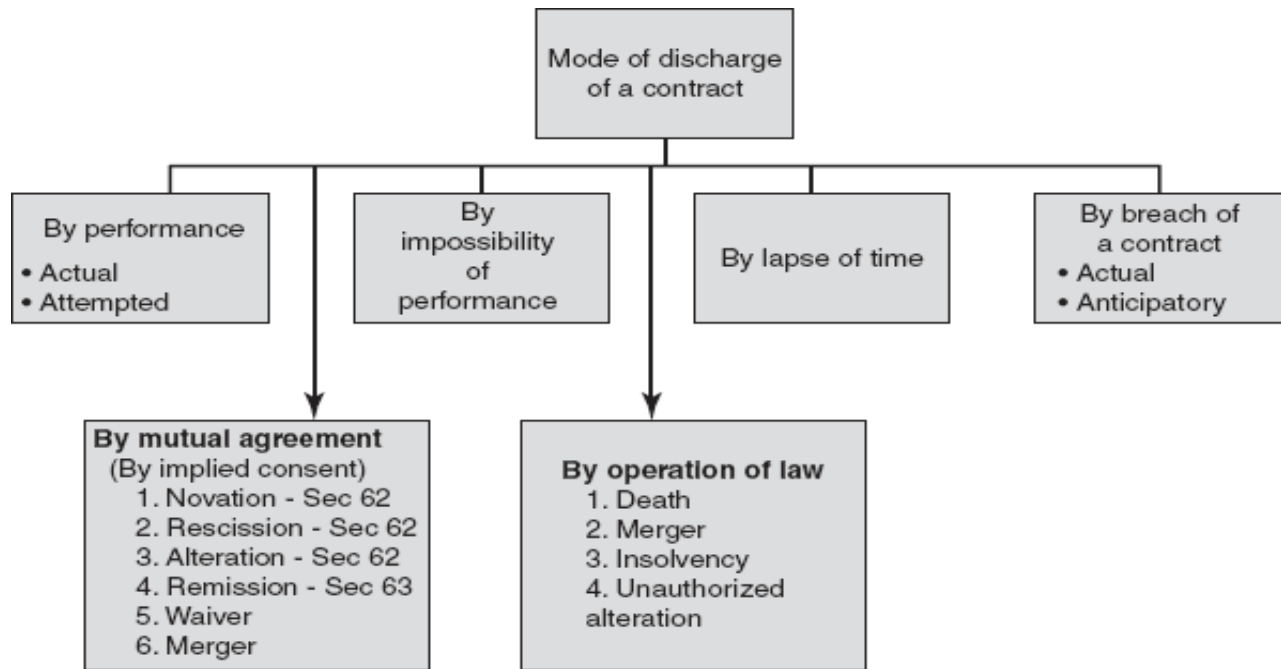 Mode of discharge
of a contract
By performance
• Actual
• Attempted
By
impossibility
of
performance
By lapse of time
By breach of
a contract
• Actual
• Anticipatory
By mutual agreement
(By implied consent)
1. Novation - Sec 62
2. Rescission - Sec 62
3. Alteration - Sec 62
4. Remission - Sec 63
5. Waiver
6. Merger
By operation of law
1. Death
2. Merger
3. Insolvency
4. Unauthorized
alteration